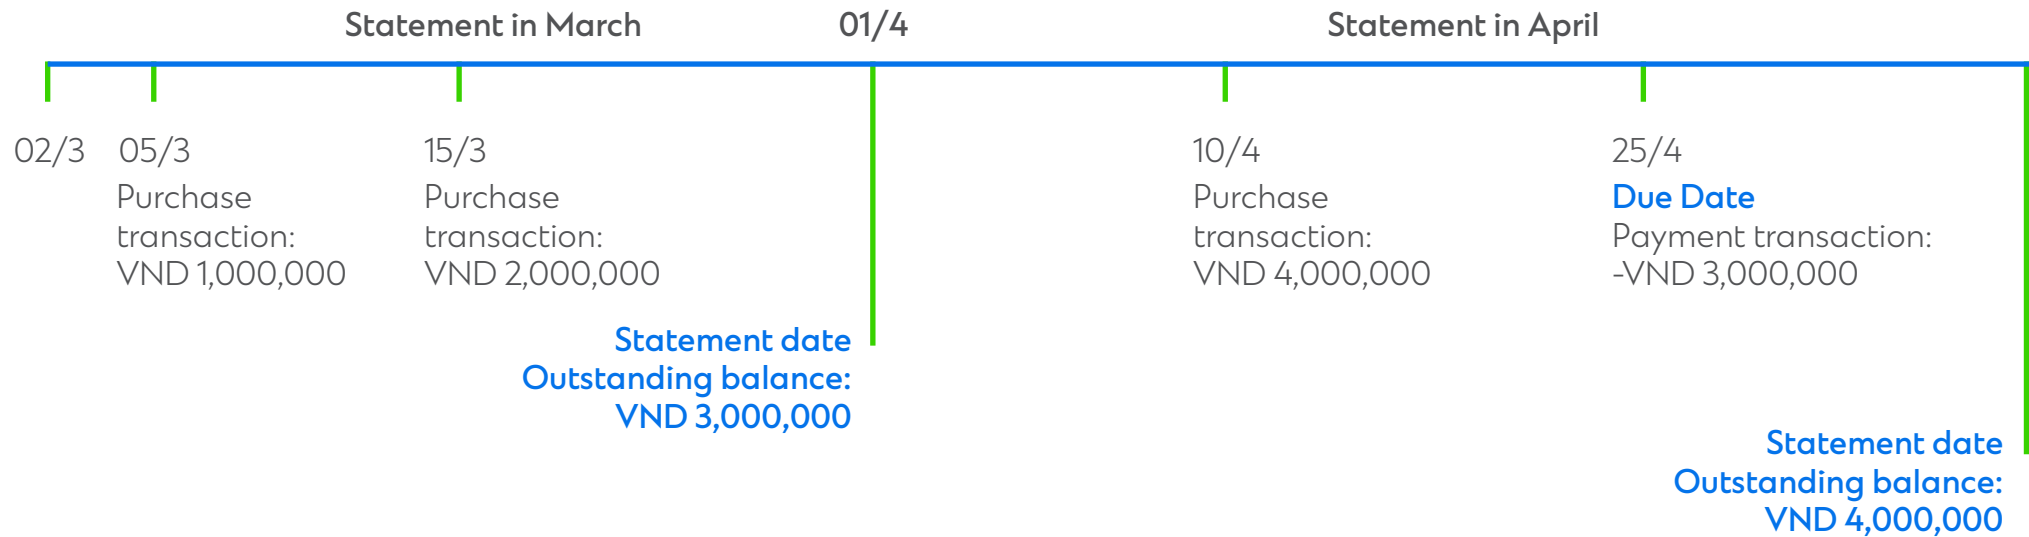 Statement in March
01/4
Statement in April
02/3
05/3
Purchase
transaction:
VND 1,000,000
15/3
Purchase
transaction:
VND 2,000,000
Statement date
Outstanding balance:
VND 3,000,000
10/4
Purchase
transaction:
VND 4,000,000
25/4
Due Date
Payment transaction:
-VND 3,000,000
Statement date
Outstanding balance:
VND 4,000,000